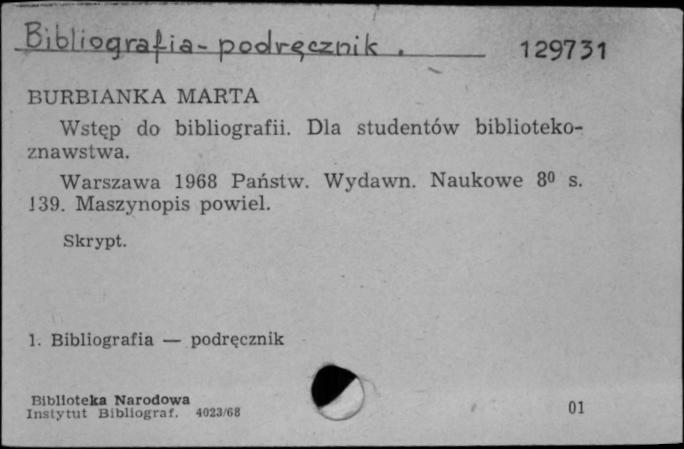 Bibliografia - podręcznik. 129731
BURBIANKA MARTA
Wstęp do bibliografii. Dla studentów biblioteko-
znawstwa.
Warszawa 1968 Państw. Wydawn. Naukowe 8⁰ s.
139. Maszynopis powiel.
Skrypt.
1. Bibliografia — podręcznik
Biblioteka Narodowa
Instytut Bibliograf. 4023/68 01